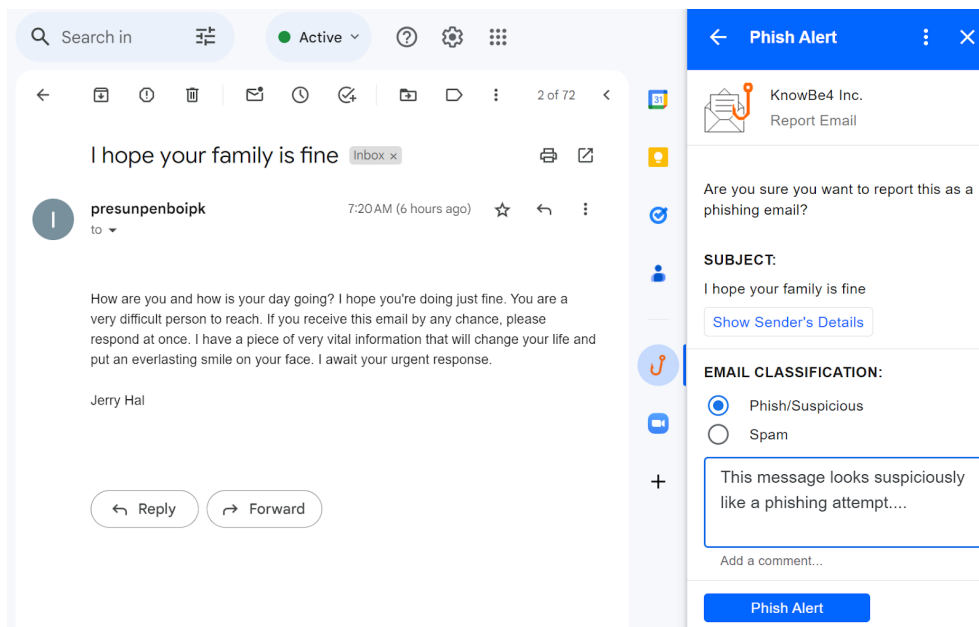 Search in
Active
2 of 72
I hope your family is fine
Inbox ×
I
presunpenboipk
7:20 AM (6 hours ago)
to
How are you and how is your day going? I hope you're doing just fine. You are a
very difficult person to reach. If you receive this email by any chance, please
respond at once. I have a piece of very vital information that will change your life and
put an everlasting smile on your face. I await your urgent response.
Jerry Hal
Reply
Forward
31
Phish Alert
KnowBe4 Inc.
Report Email
Are you sure you want to report this as a
phishing email?
SUBJECT:
I hope your family is fine
Show Sender's Details
EMAIL CLASSIFICATION:
Phish/Suspicious
Spam
This message looks suspiciously
like a phishing attempt....
Add a comment...
Phish Alert